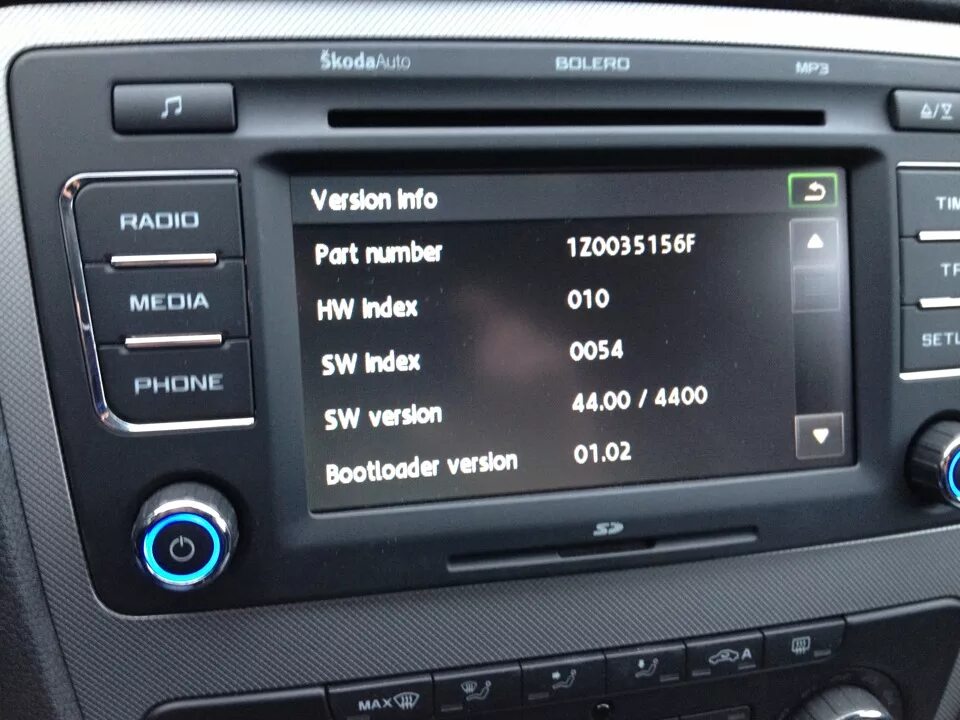 ŠkodaAuto BOLERO MP3
Version info
Part number 1Z0035156F
HW index 010
SW index 0054
SW version 44.00 / 4400
Bootloader version 01.02
RADIO
MEDIA
PHONE
SD
MAX
A